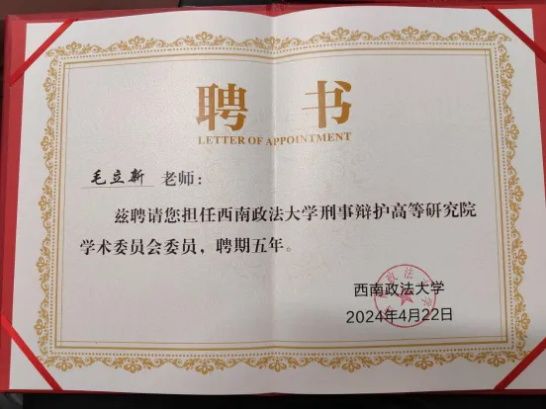 聘书
LETTER OF APPOINTMENT
毛立新 老师：
兹聘请您担任西南政法大学刑事辩护高等研究院
学术委员会委员，聘期五年。
西南政法大学
2024年4月22日